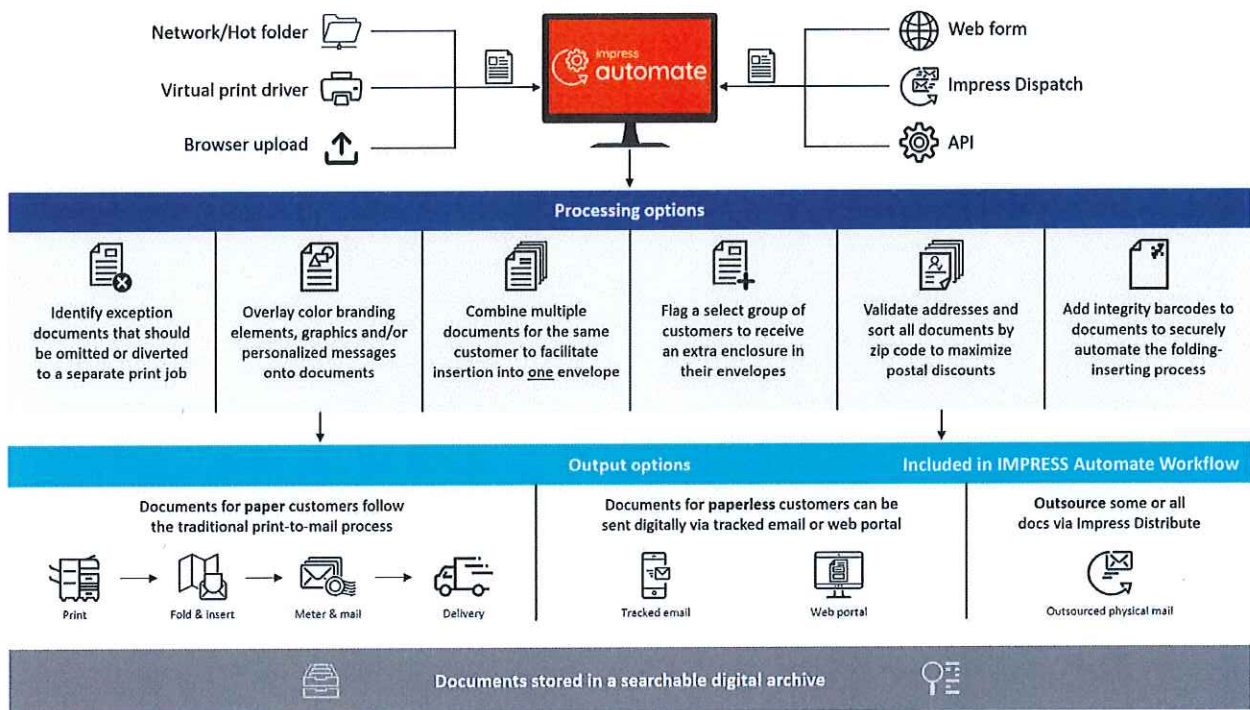 Network/Hot folder
Virtual print driver
Browser upload
impress
automate
Web form
Impress Dispatch
API
Processing options
Identify exception
documents that should
be omitted or diverted
to a separate print job
Overlay color branding
elements, graphics and/or
personalized messages
onto documents
Combine multiple
documents for the same
customer to facilitate
insertion into one envelope
Flag a select group of
customers to receive
an extra enclosure in
their envelopes
Validate addresses and
sort all documents by
zip code to maximize
postal discounts
Add integrity barcodes to
documents to securely
automate the folding-
inserting process
Output options
Included in IMPRESS Automate Workflow
Documents for paper customers follow
the traditional print-to-mail process
Print
Fold & insert
Meter & mail
Delivery
Documents for paperless customers can be
sent digitally via tracked email or web portal
Tracked email
Web portal
Outsource some or all
docs via Impress Distribute
Outsourced physical mail
Documents stored in a searchable digital archive